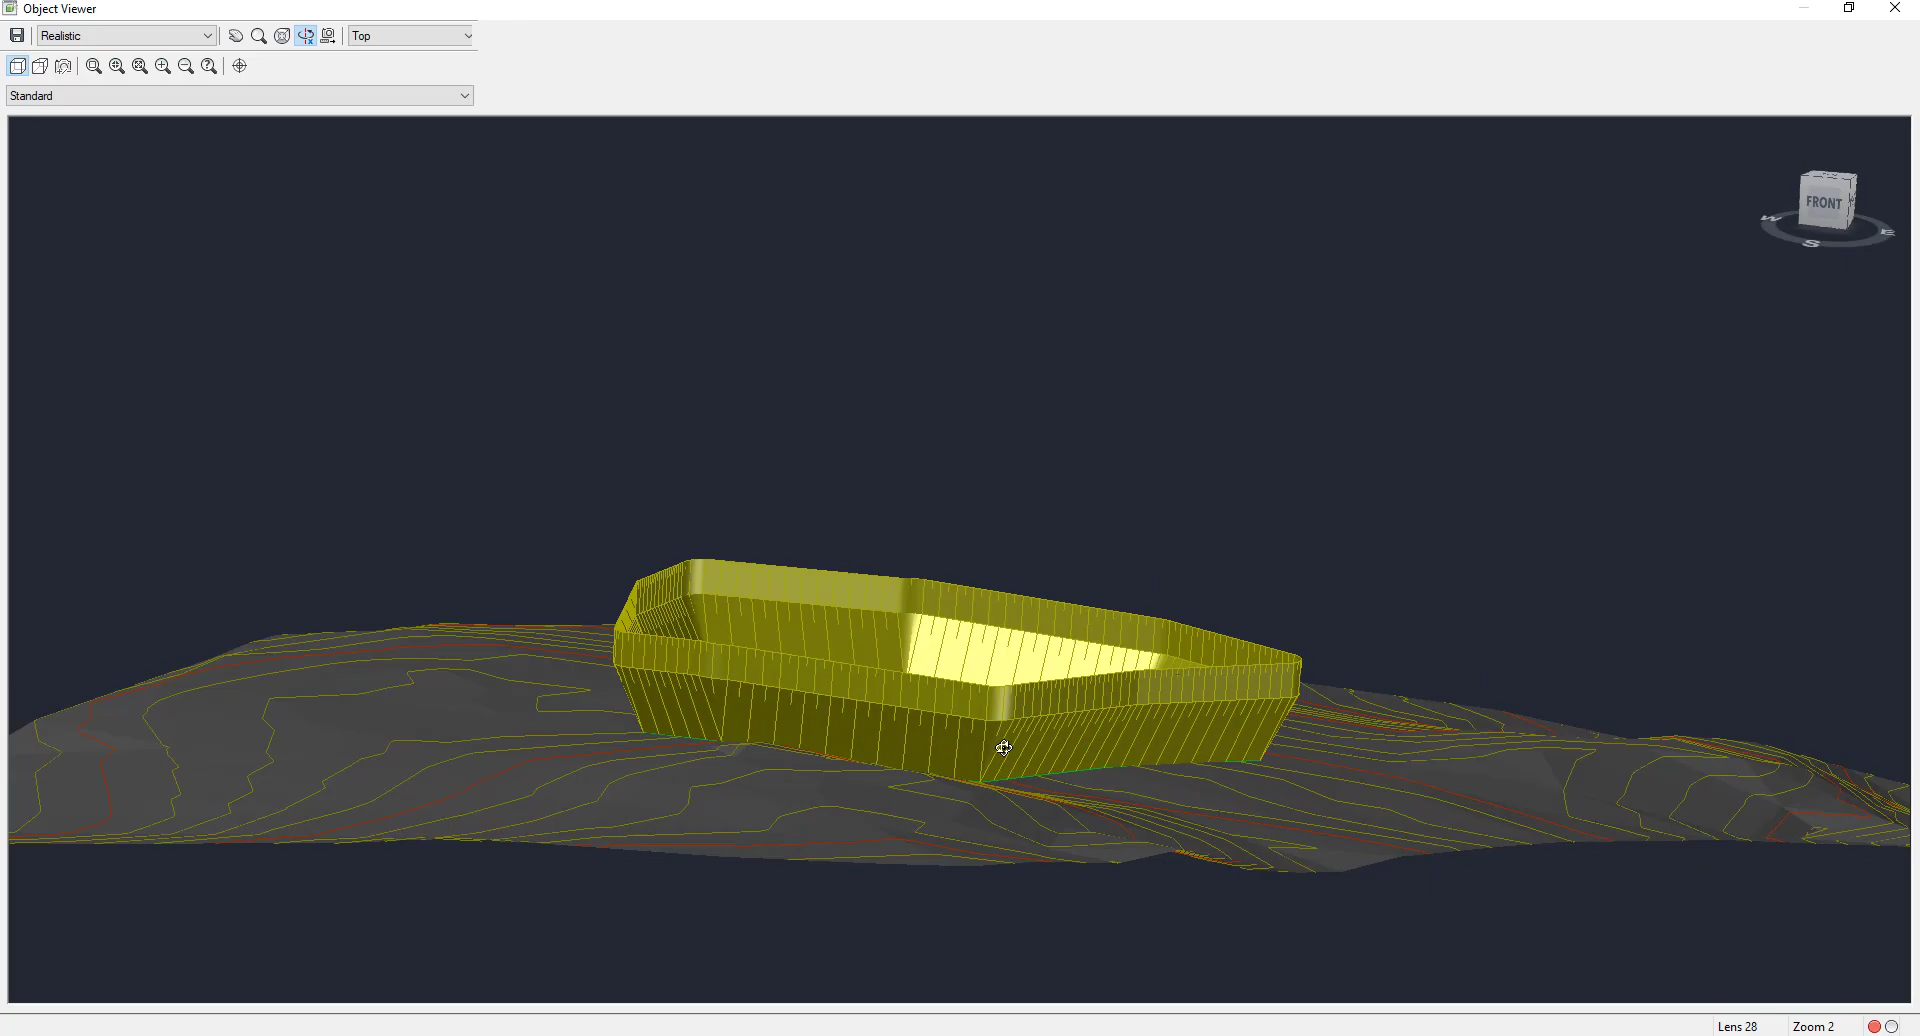 Object Viewer
Realistic
Top
Standard
FRONT
W
S
E
Lens 28
Zoom 2